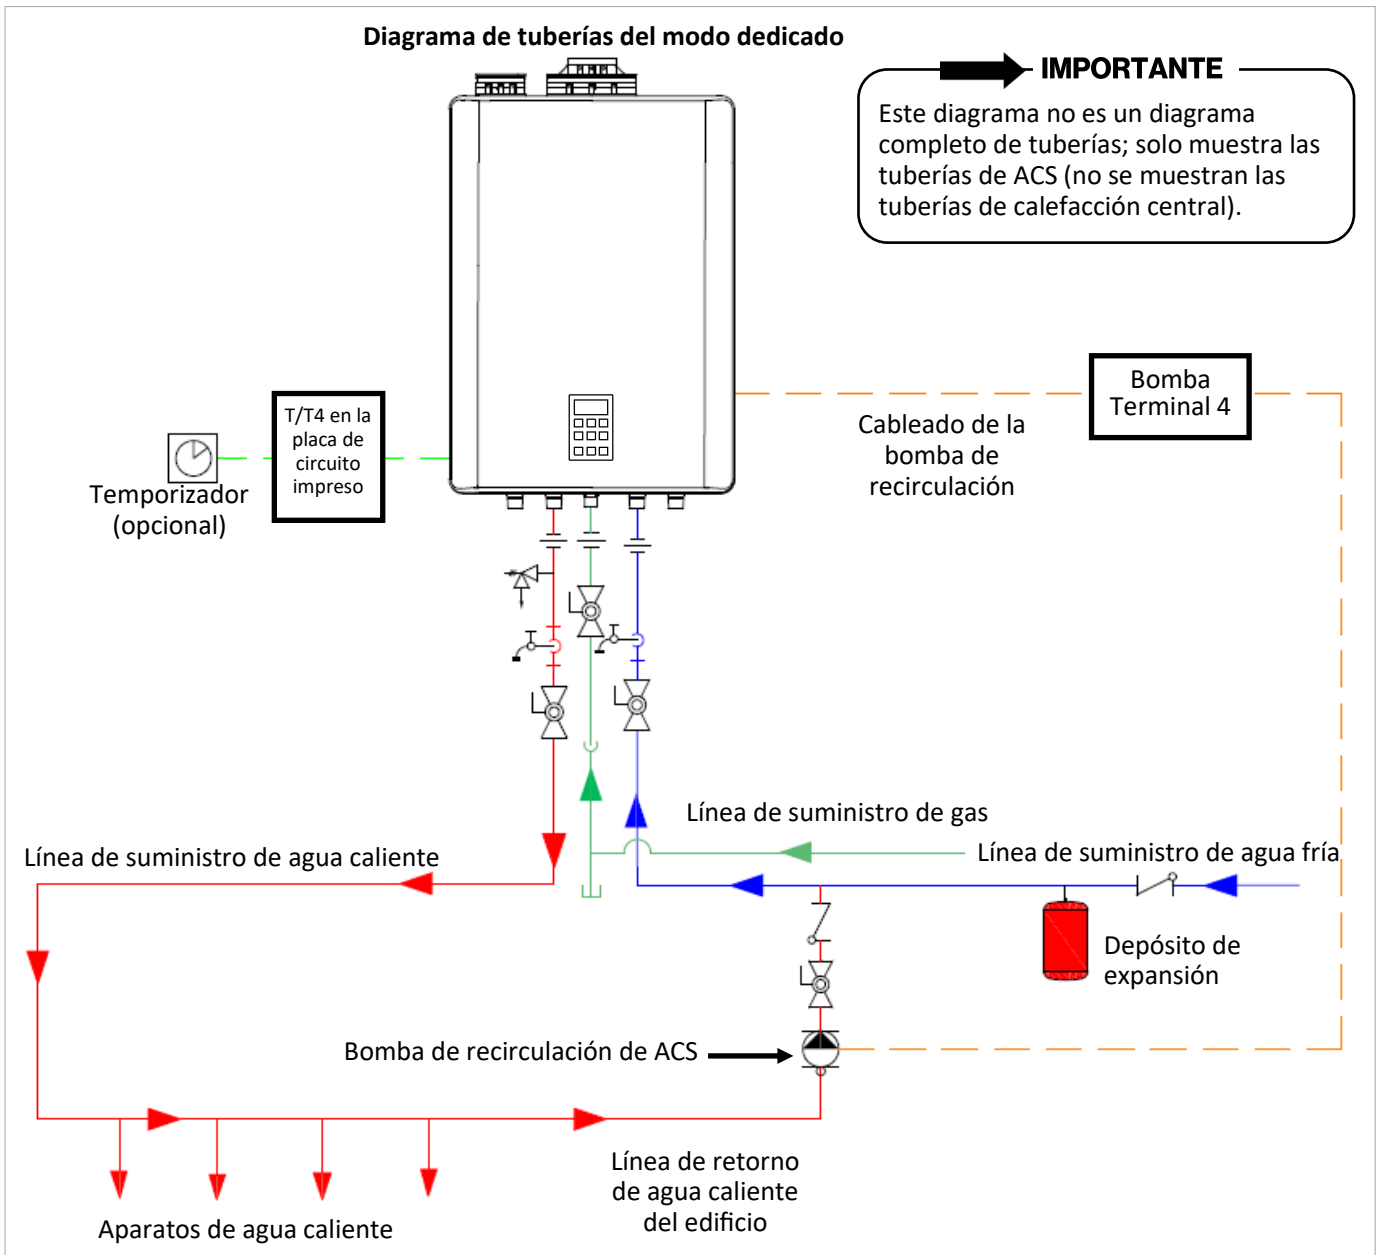 Diagrama de tuberías del modo dedicado
IMPORTANTE
Este diagrama no es un diagrama
completo de tuberías; solo muestra las
tuberías de ACS (no se muestran las
tuberías de calefacción central).
Bomba
Terminal 4
T/T4 en la
placa de
circuito
impreso
Cableado de la
bomba de
recirculación
Temporizador
(opcional)
Línea de suministro de gas
Línea de suministro de agua caliente
Línea de suministro de agua fría
Depósito de
expansión
Bomba de recirculación de ACS
Línea de retorno
de agua caliente
del edificio
Aparatos de agua caliente